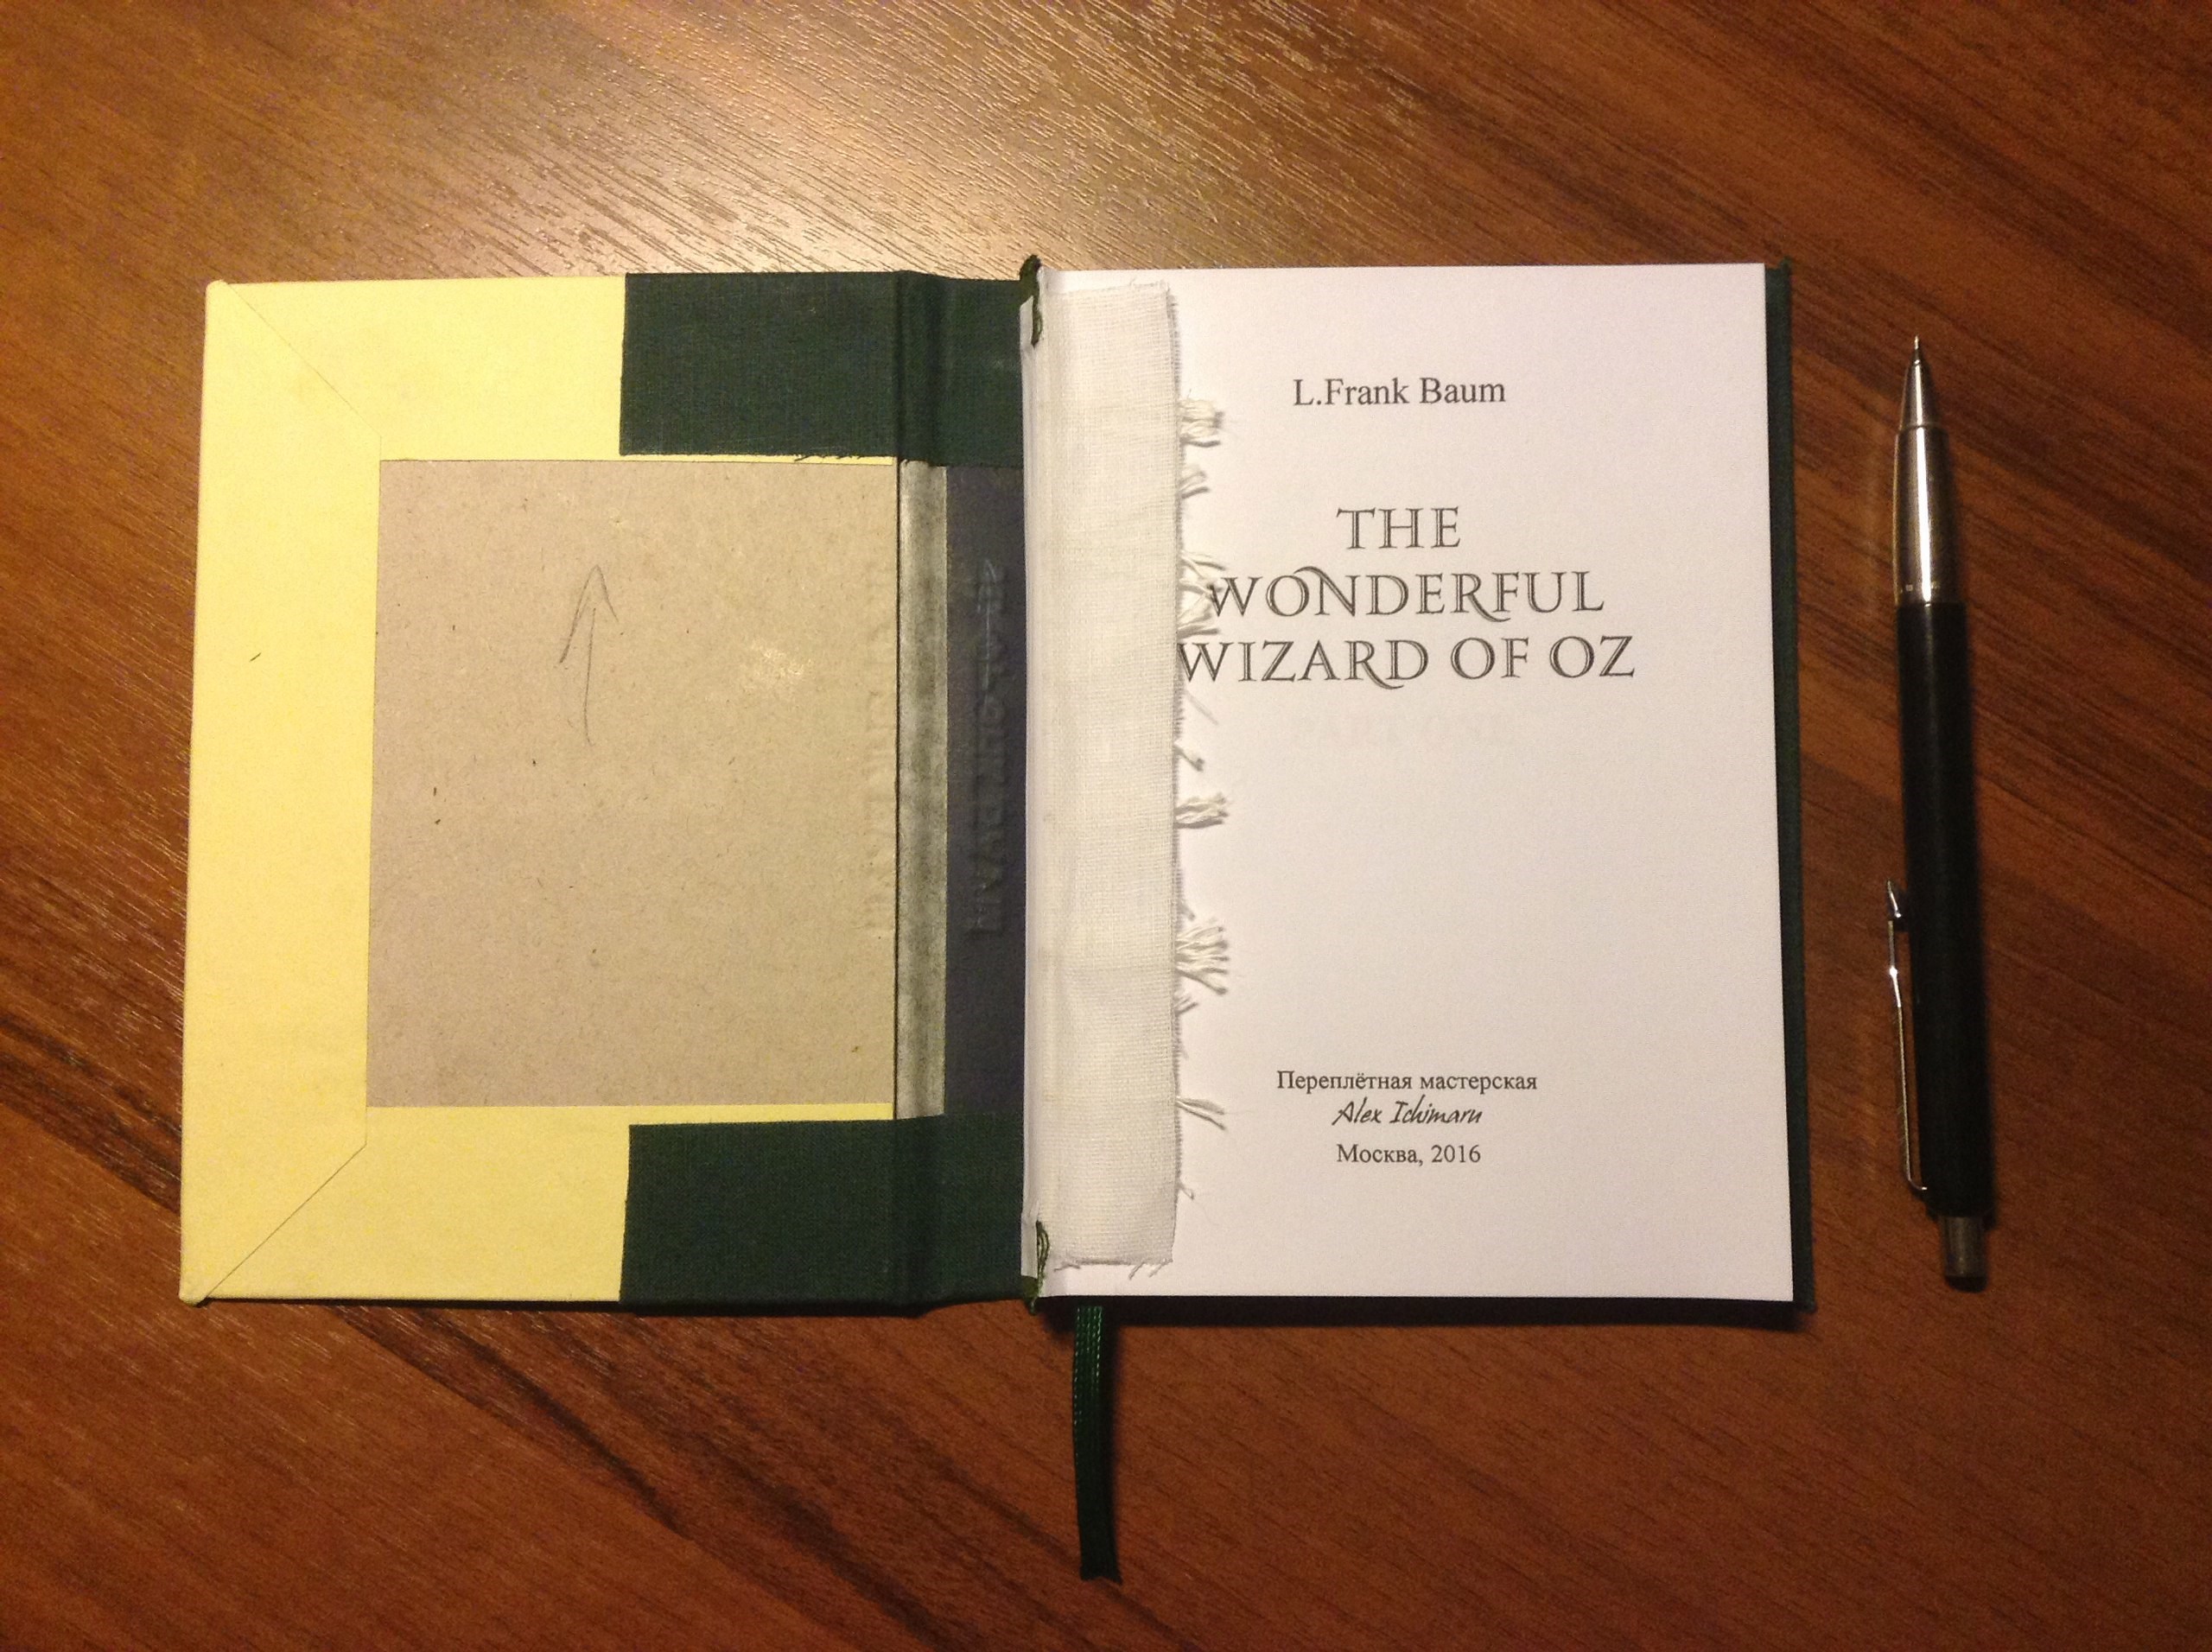 L.Frank Baum
THE
WONDERFUL
WIZARD OF OZ
Переплётная мастерская
Alex Ichimaru
Москва, 2016